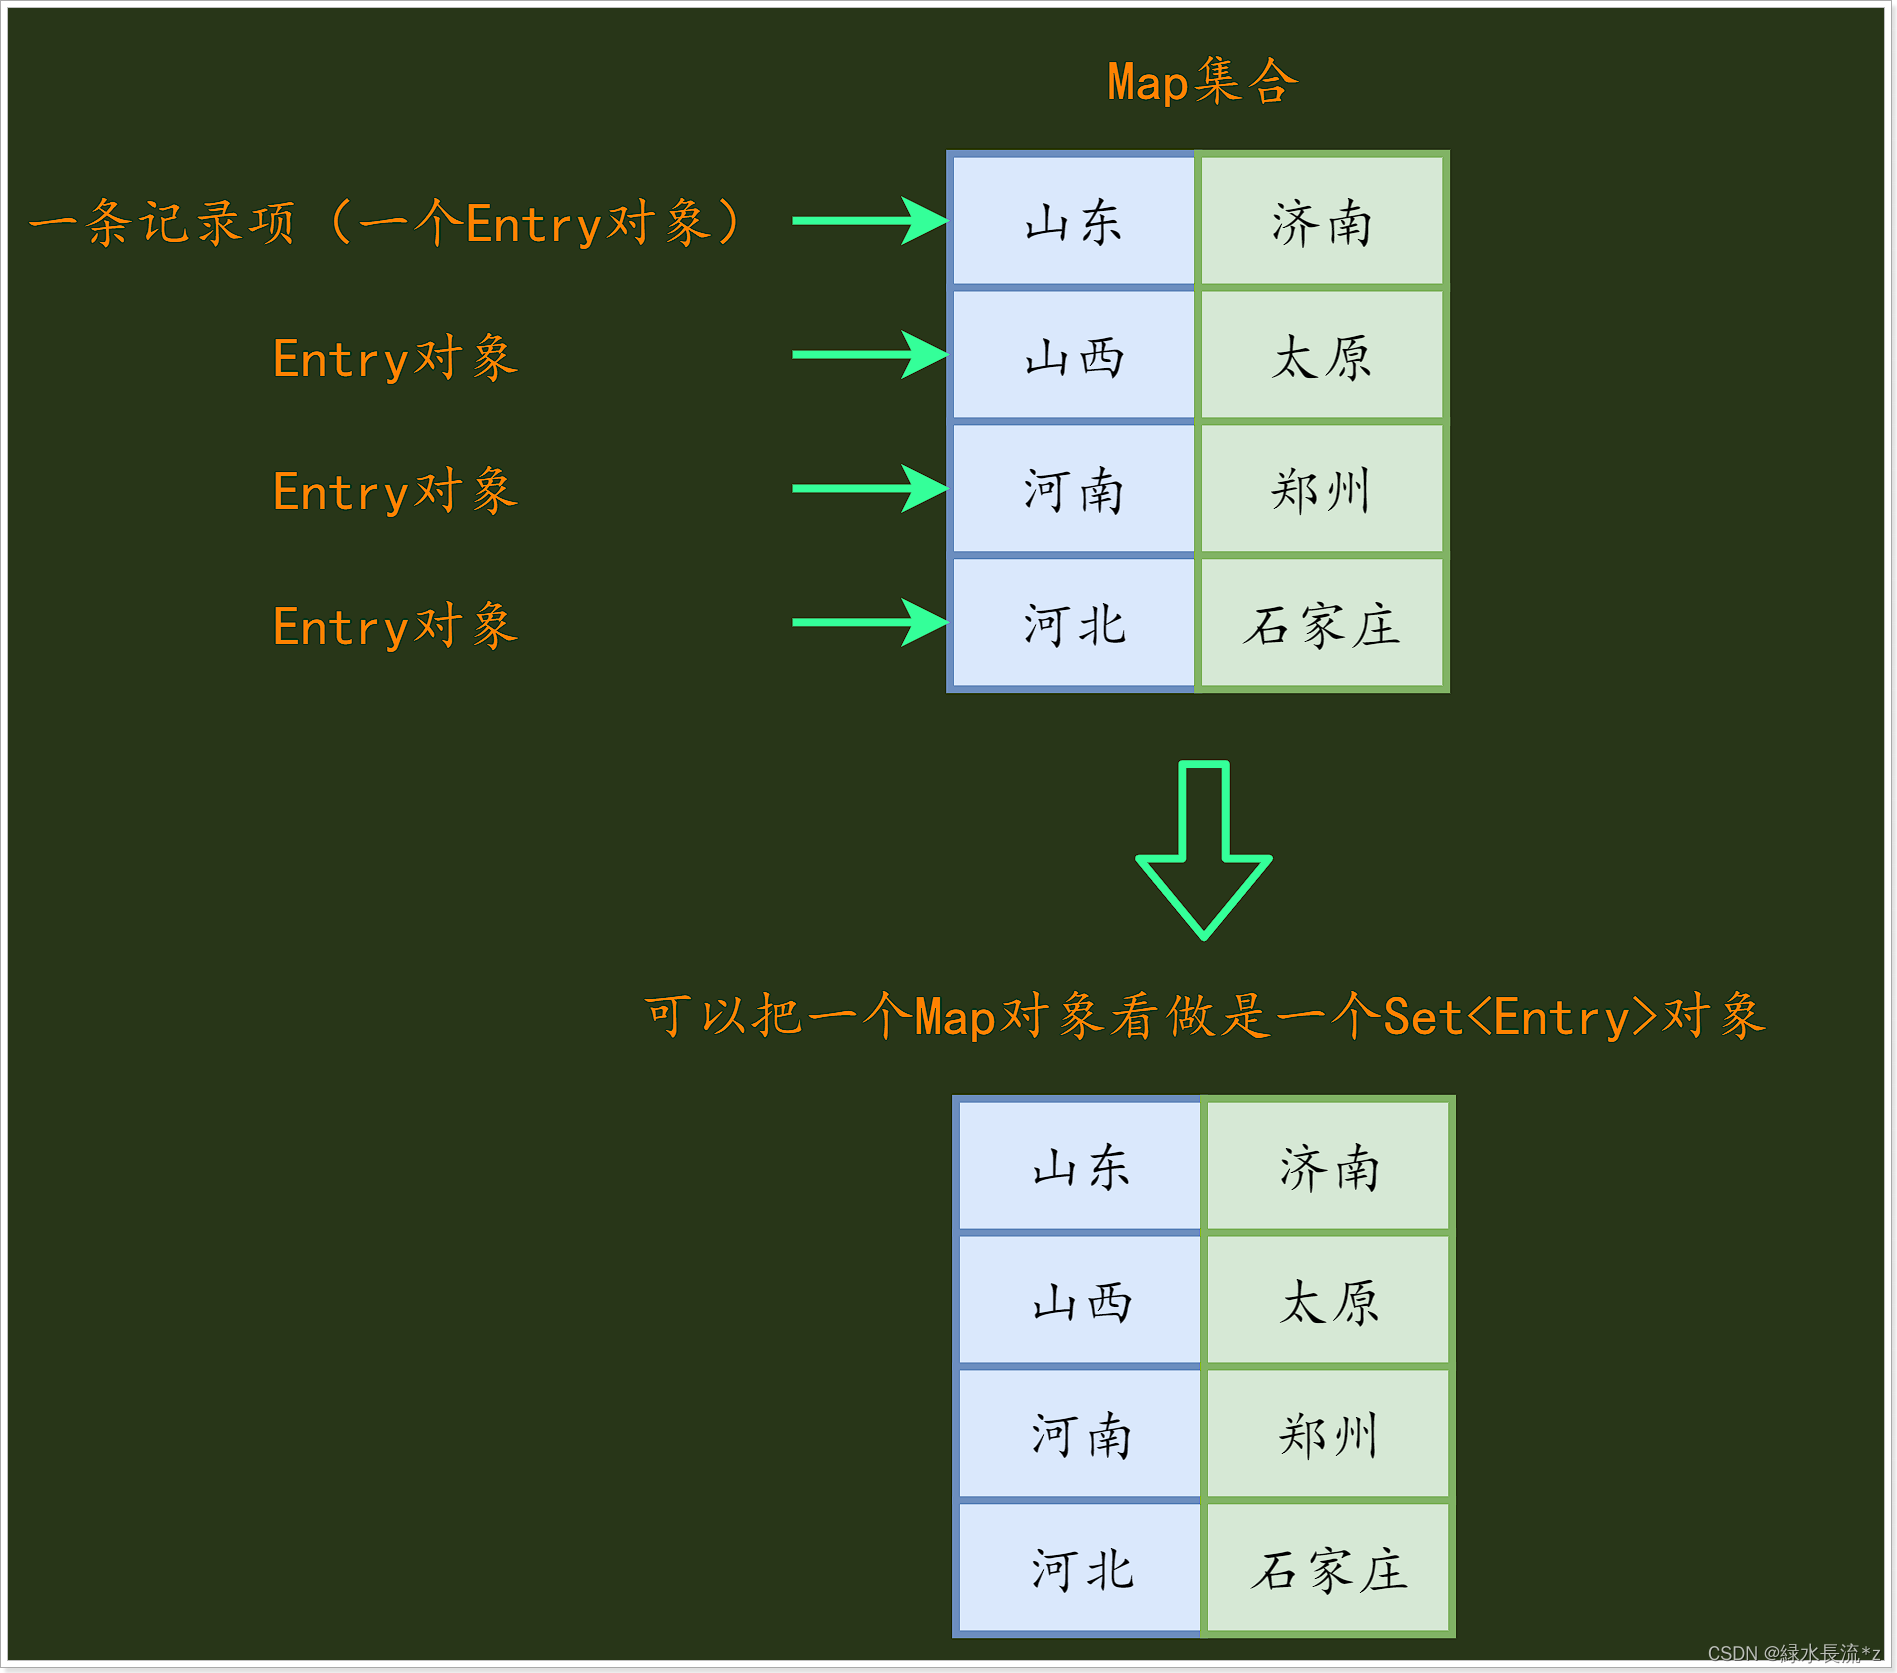 Map集合
一条记录项（一个Entry对象）
山东 济南
Entry对象
山西 太原
Entry对象
河南 郑州
Entry对象
河北 石家庄
可以把一个Map对象看做是一个Set<Entry>对象
山东 济南
山西 太原
河南 郑州
河北 石家庄
CSDN @緑水長流*z